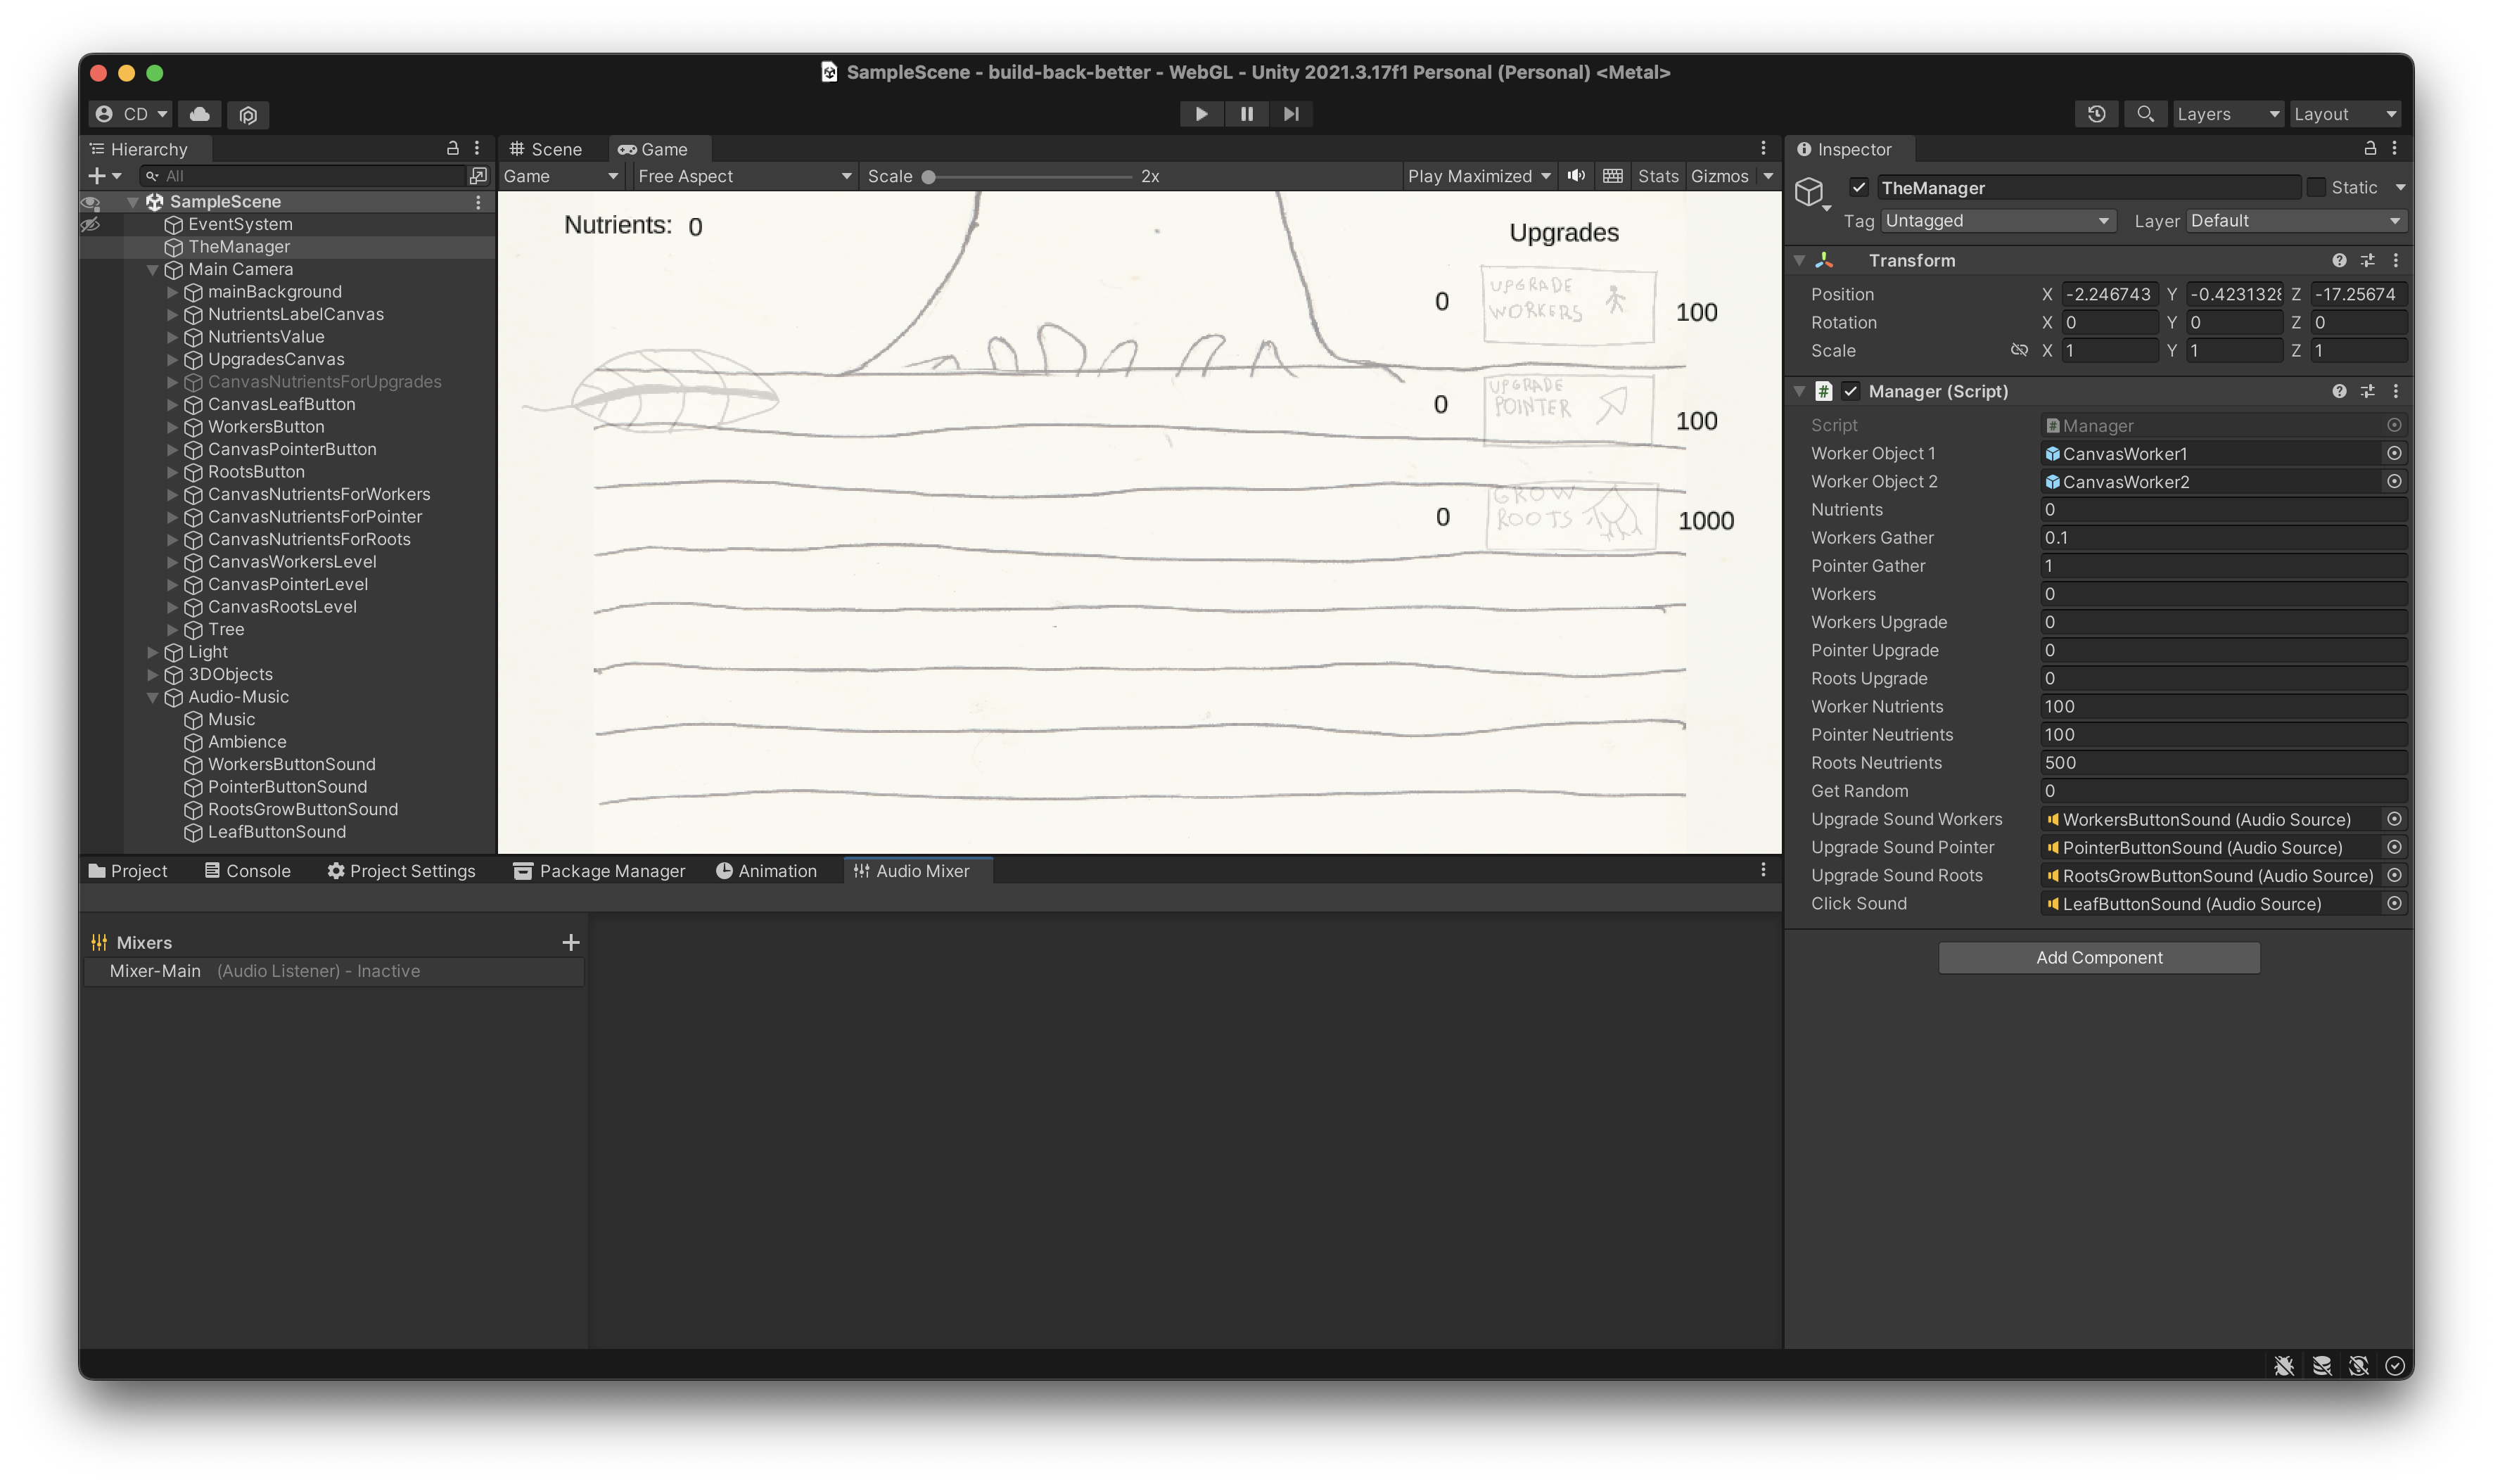 SampleScene - build-back-better - WebGL - Unity 2021.3.17f1 Personal (Personal) <Metal>
CD
Layers
Layout
Hierarchy
All
SampleScene
EventSystem
TheManager
Main Camera
mainBackground
NutrientsLabelCanvas
NutrientsValue
UpgradesCanvas
CanvasNutrientsForUpgrades
CanvasLeafButton
WorkersButton
CanvasPointerButton
RootsButton
CanvasNutrientsForWorkers
CanvasNutrientsForPointer
CanvasNutrientsForRoots
CanvasWorkersLevel
CanvasPointerLevel
CanvasRootsLevel
Tree
Light
3DObjects
Audio-Music
Music
Ambience
WorkersButtonSound
PointerButtonSound
RootsGrowButtonSound
LeafButtonSound
Scene Game
Game Free Aspect Scale 2x Play Maximized Stats Gizmos
Nutrients: 0
Upgrades
0 UPGRADE WORKERS 100
0 UPGRADE POINTER 100
0 GROW ROOTS 1000
Project Console Project Settings Package Manager Animation Audio Mixer
Mixers
Mixer-Main (Audio Listener) - Inactive
Inspector
TheManager Static
Tag Untagged Layer Default
Transform
Position X -2.246743 Y -0.4231328 Z -17.25674
Rotation X 0 Y 0 Z 0
Scale X 1 Y 1 Z 1
# Manager (Script)
Script Manager
Worker Object 1 CanvasWorker1
Worker Object 2 CanvasWorker2
Nutrients 0
Workers Gather 0.1
Pointer Gather 1
Workers 0
Workers Upgrade 0
Pointer Upgrade 0
Roots Upgrade 0
Worker Nutrients 100
Pointer Neutrients 100
Roots Neutrients 500
Get Random 0
Upgrade Sound Workers WorkersButtonSound (Audio Source)
Upgrade Sound Pointer PointerButtonSound (Audio Source)
Upgrade Sound Roots RootsGrowButtonSound (Audio Source)
Click Sound LeafButtonSound (Audio Source)
Add Component